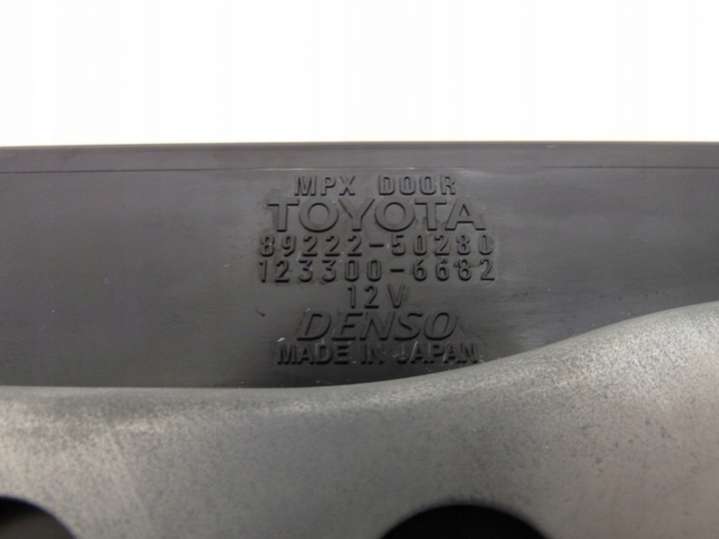 MPX DOOR
TOYOTA
89222-50280
123300-6682
12V
DENSO
MADE IN JAPAN